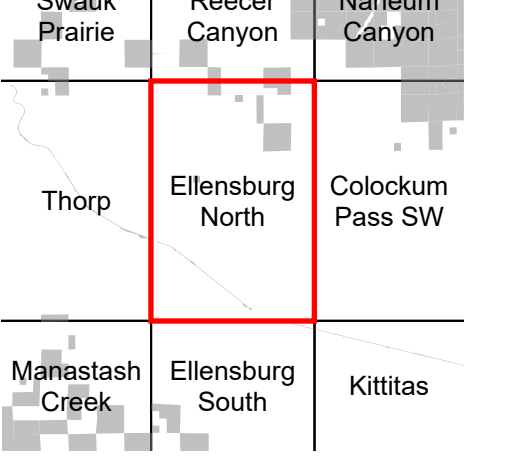 Swauk
Prairie
Reecer
Canyon
Naneum
Canyon
Thorp
Ellensburg
North
Colockum
Pass SW
Manastash
Creek
Ellensburg
South
Kittitas